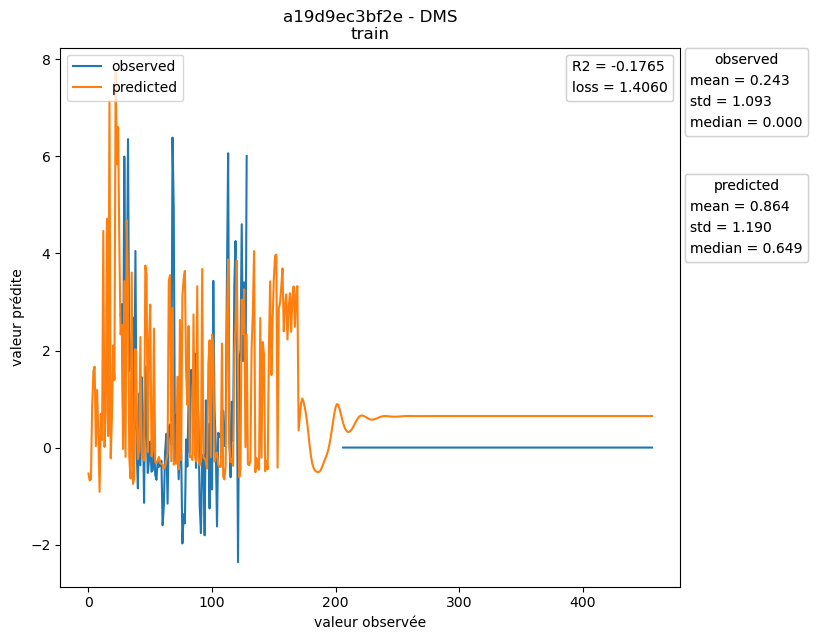 a19d9ec3bf2e - DMS
train
observed
predicted
R2 = -0.1765
loss = 1.4060
observed
mean = 0.243
std = 1.093
median = 0.000
predicted
mean = 0.864
std = 1.190
median = 0.649
valeur prédite
8
6
4
2
0
−2
0
100
200
300
400
valeur observée